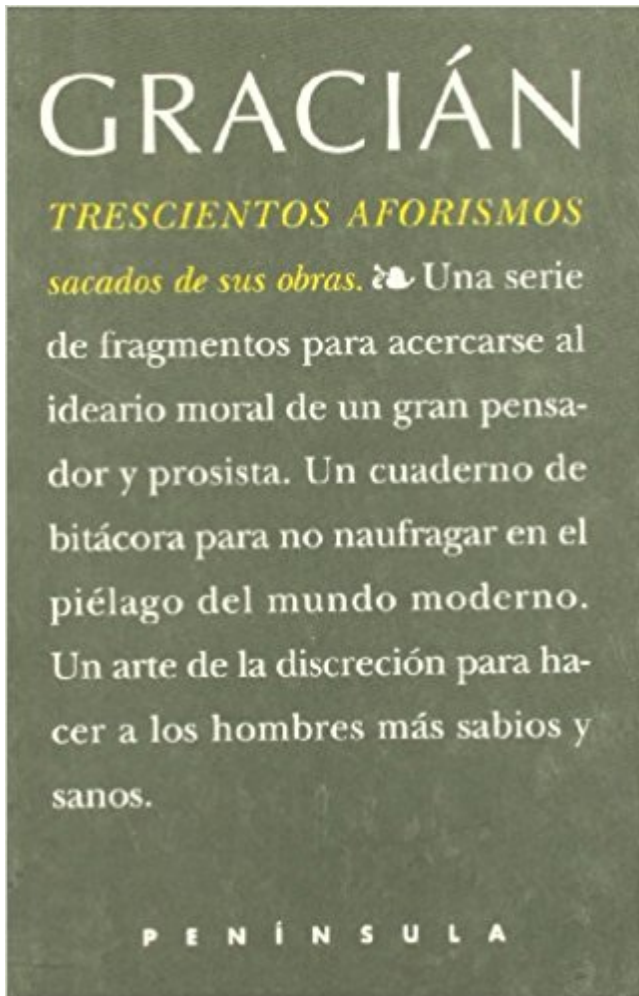 GRACIÁN
TRESCIENTOS AFORISMOS
sacados de sus obras. ❧ Una serie
de fragmentos para acercarse al
ideario moral de un gran pensa-
dor y prosista. Un cuaderno de
bitácora para no naufragar en el
piélago del mundo moderno.
Un arte de la discreción para ha-
cer a los hombres más sabios y
sanos.
PENÍNSULA